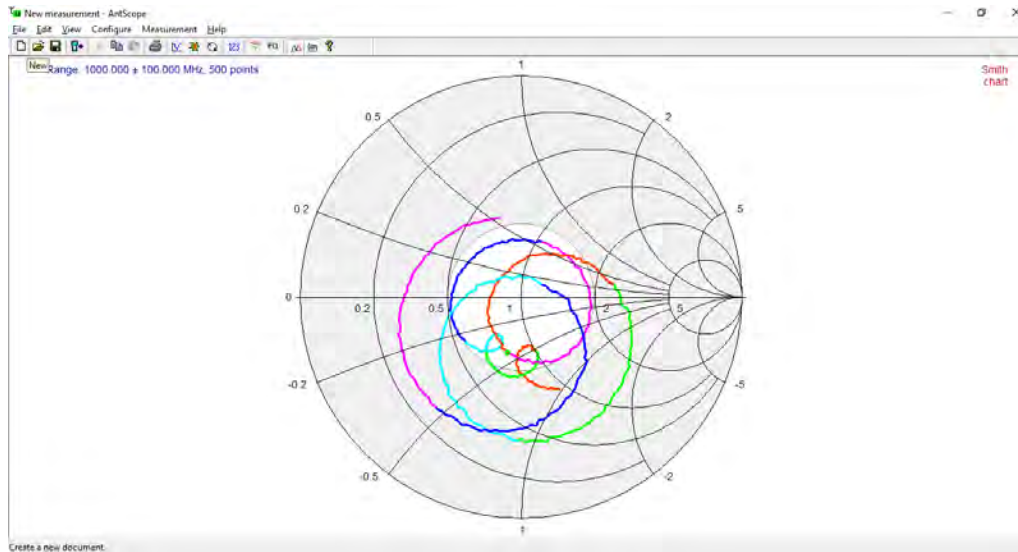 New measurement - AntScope
File Edit View Configure Measurement Help
New
Range: 1000.000 ± 100.000 MHz, 500 points
Smith
chart
1
0.5
2
0.2
5
0
0.2
0.5
1
2
5
-0.2
-5
-0.5
-2
1
Create a new document.